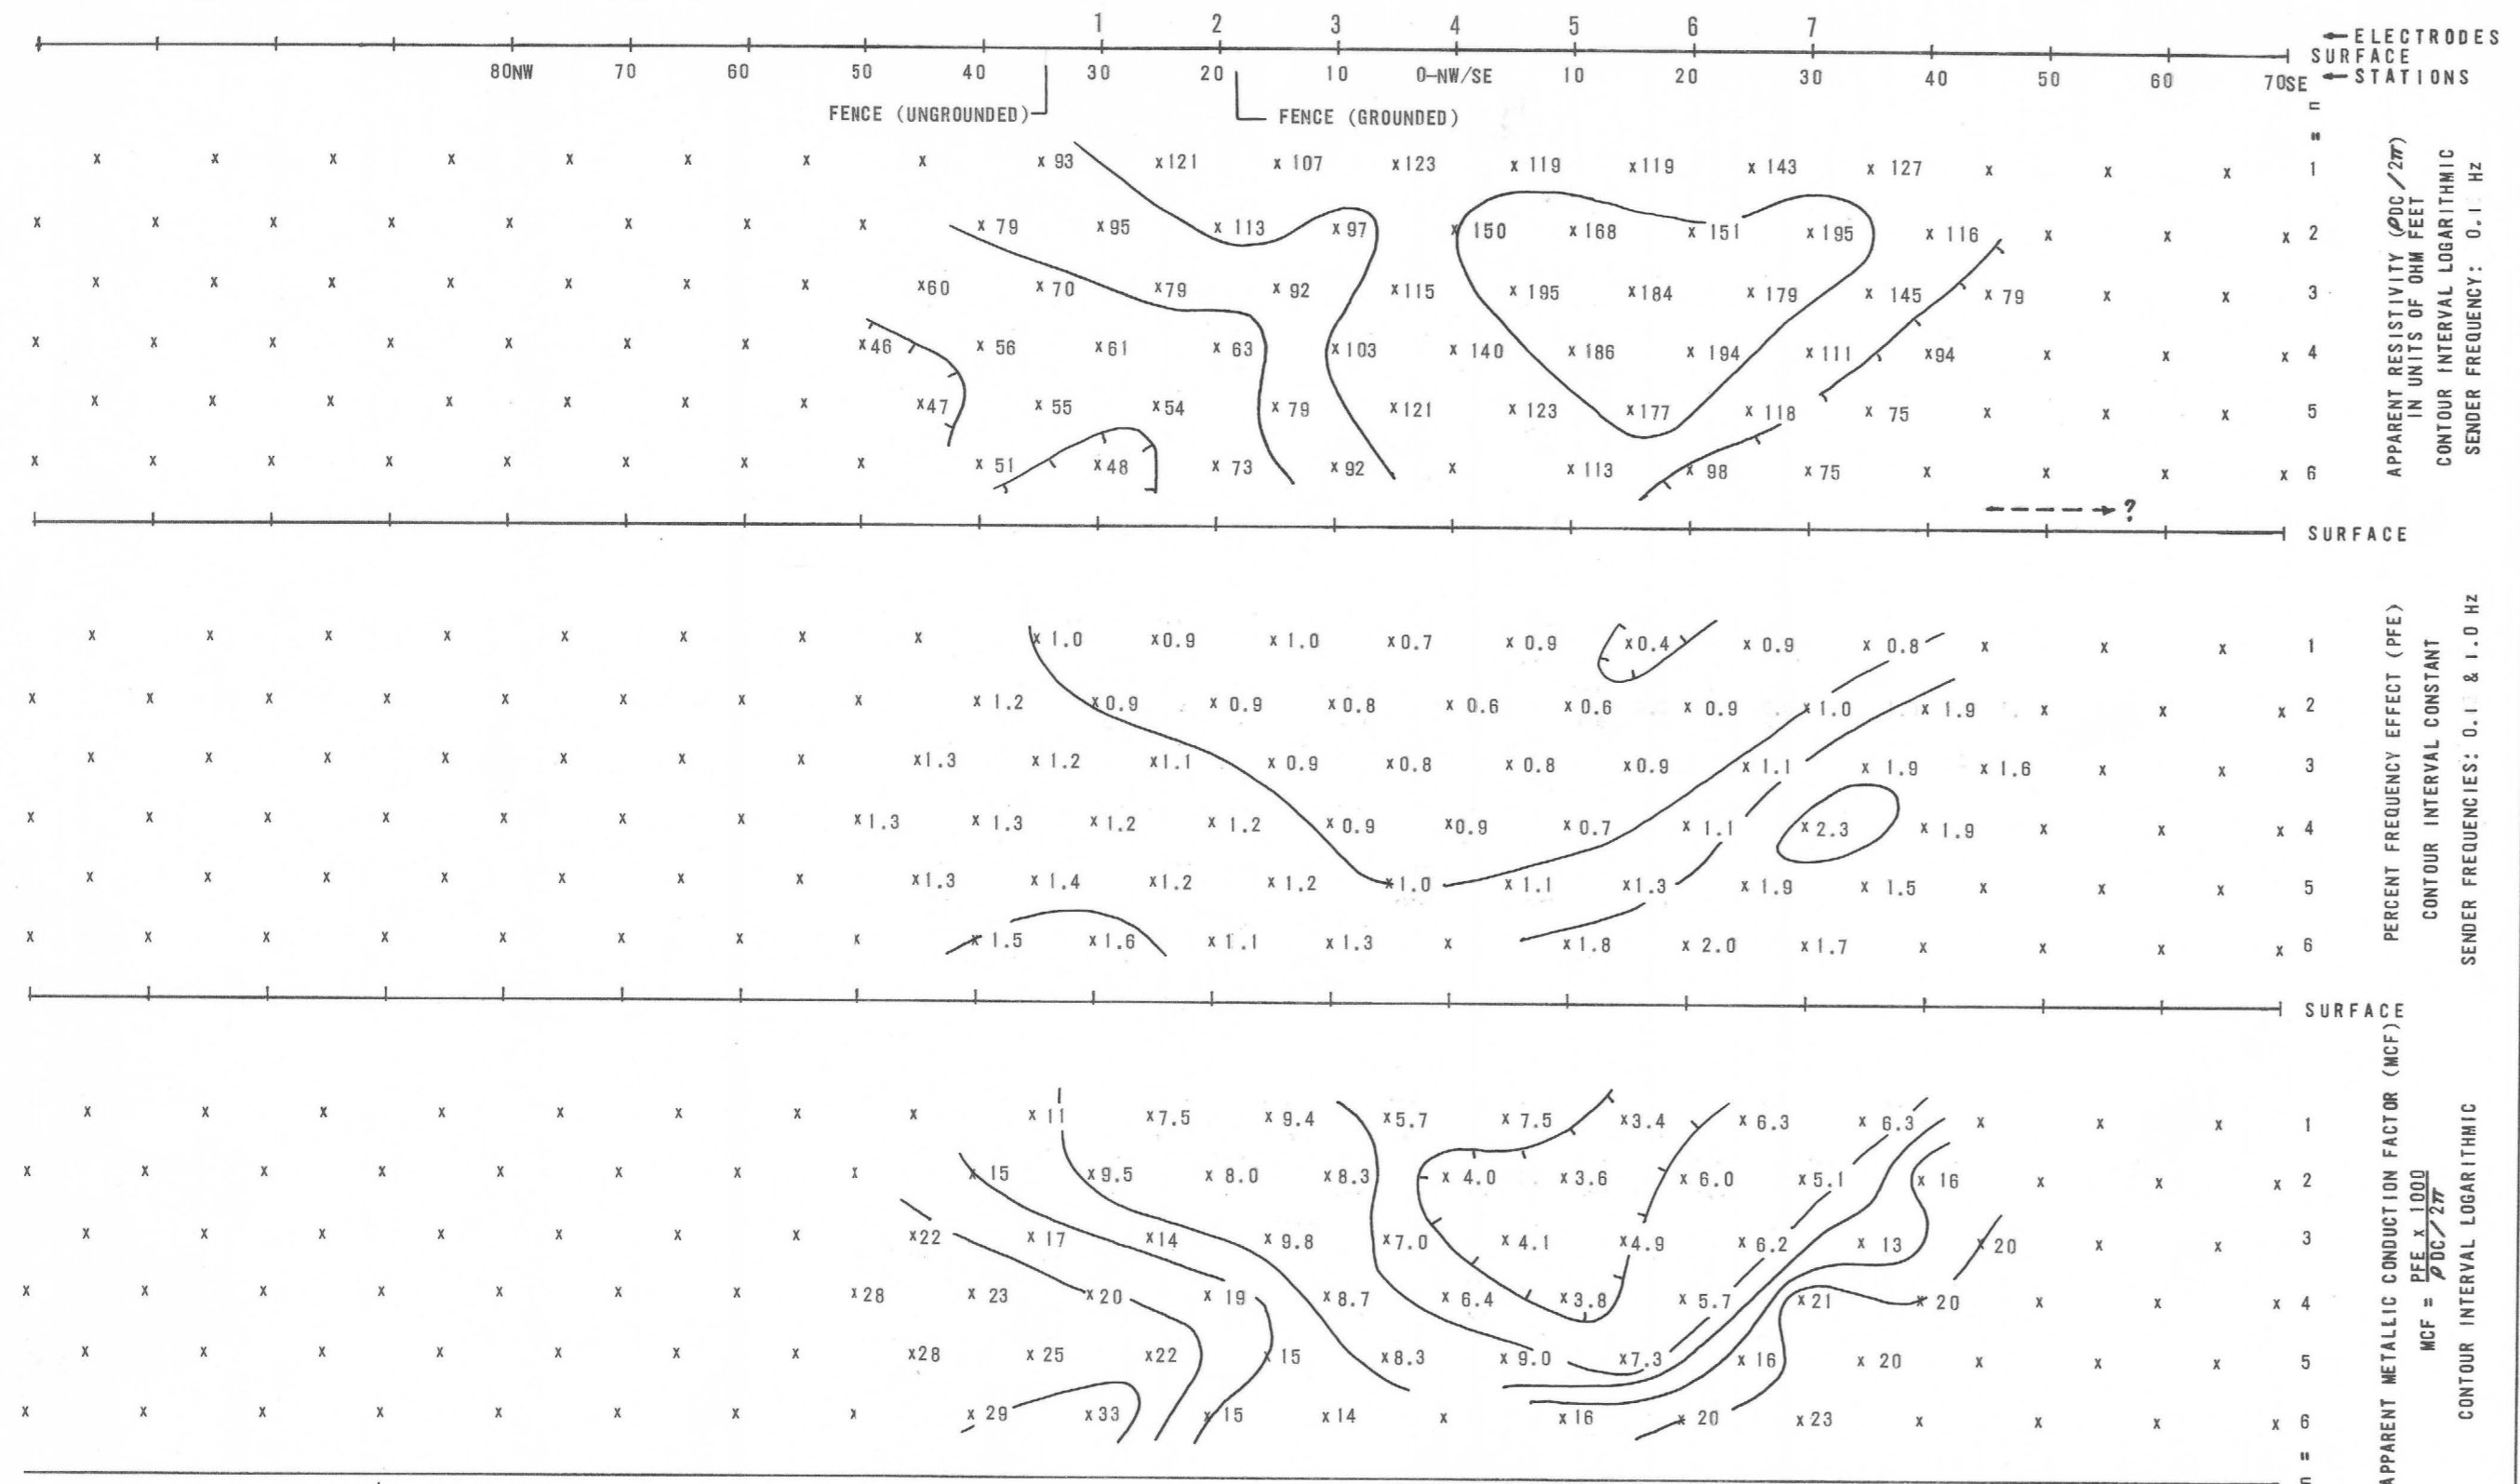 1 2 3 4 5 6 7
← ELECTRODES
SURFACE
80NW 70 60 50 40 30 20 10 0-NW/SE 10 20 30 40 50 60 70SE ← STATIONS
FENCE (UNGROUNDED) FENCE (GROUNDED)
n =
x x x x x x x x x 93 x 121 x 107 x 123 x 119 x 119 x 143 x 127 x x x 1
x x x x x x x x x 79 x 95 x 113 x 97 x 150 x 168 x 151 x 195 x 116 x x x 2
x x x x x x x x 60 x 70 x 79 x 92 x 115 x 195 x 184 x 179 x 145 x 79 x x 3
x x x x x x x x 46 x 56 x 61 x 63 x 103 x 140 x 186 x 194 x 111 x 94 x x x 4
x x x x x x x x 47 x 55 x 54 x 79 x 121 x 123 x 177 x 118 x 75 x x x 5
x x x x x x x x x 51 x 48 x 73 x 92 x x 113 x 98 x 75 x x x x 6
APPARENT RESISTIVITY (ρDC/2π)
IN UNITS OF OHM FEET
CONTOUR INTERVAL LOGARITHMIC
SENDER FREQUENCY: 0.1 Hz
?
SURFACE
x x x x x x x x x 1.0 x 0.9 x 1.0 x 0.7 x 0.9 x 0.4 x 0.9 x 0.8 x x x 1
x x x x x x x x x 1.2 x 0.9 x 0.9 x 0.8 x 0.6 x 0.6 x 0.9 x 1.0 x 1.9 x x x 2
x x x x x x x x 1.3 x 1.2 x 1.1 x 0.9 x 0.8 x 0.8 x 0.9 x 1.1 x 1.9 x 1.6 x x 3
x x x x x x x x 1.3 x 1.3 x 1.2 x 1.2 x 0.9 x 0.9 x 0.7 x 1.1 x 2.3 x 1.9 x x x 4
x x x x x x x x 1.3 x 1.4 x 1.2 x 1.2 x 1.0 x 1.1 x 1.3 x 1.9 x 1.5 x x x 5
x x x x x x x x x 1.5 x 1.6 x 1.1 x 1.3 x x 1.8 x 2.0 x 1.7 x x x x 6
PERCENT FREQUENCY EFFECT (PFE)
CONTOUR INTERVAL CONSTANT
SENDER FREQUENCIES: 0.1 & 1.0 Hz
SURFACE
x x x x x x x x x 11 x 7.5 x 9.4 x 5.7 x 7.5 x 3.4 x 6.3 x 6.3 x x x 1
x x x x x x x x x 15 x 9.5 x 8.0 x 8.3 x 4.0 x 3.6 x 6.0 x 5.1 x 16 x x x 2
x x x x x x x x 22 x 17 x 14 x 9.8 x 7.0 x 4.1 x 4.9 x 6.2 x 13 x 20 x x 3
x x x x x x x x 28 x 23 x 20 x 19 x 8.7 x 6.4 x 3.8 x 5.7 x 21 x 20 x x x 4
x x x x x x x x 28 x 25 x 22 x 15 x 8.3 x 9.0 x 7.3 x 16 x 20 x x x 5
x x x x x x x x x 29 x 33 x 15 x 14 x x 16 x 20 x 23 x x x x 6
n =
APPARENT METALLIC CONDUCTION FACTOR (MCF)
MCF = PFE x 1000
ρDC/2π
CONTOUR INTERVAL LOGARITHMIC